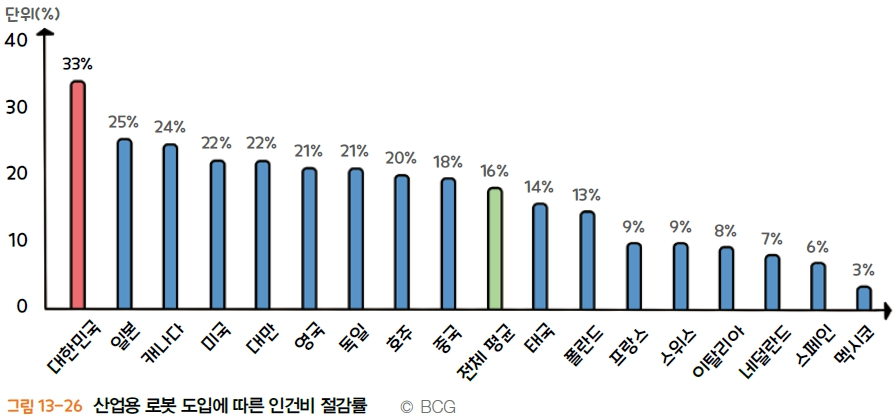 단위(%)
40
30
20
10
0
33%
25%
24%
22%
22%
21%
21%
20%
18%
16%
14%
13%
9%
9%
8%
7%
6%
3%
대한민국
일본
캐나다
미국
대만
영국
독일
호주
중국
전체 평균
태국
폴란드
프랑스
스위스
이탈리아
네덜란드
스페인
멕시코
그림 13-26 산업용 로봇 도입에 따른 인건비 절감률 © BCG